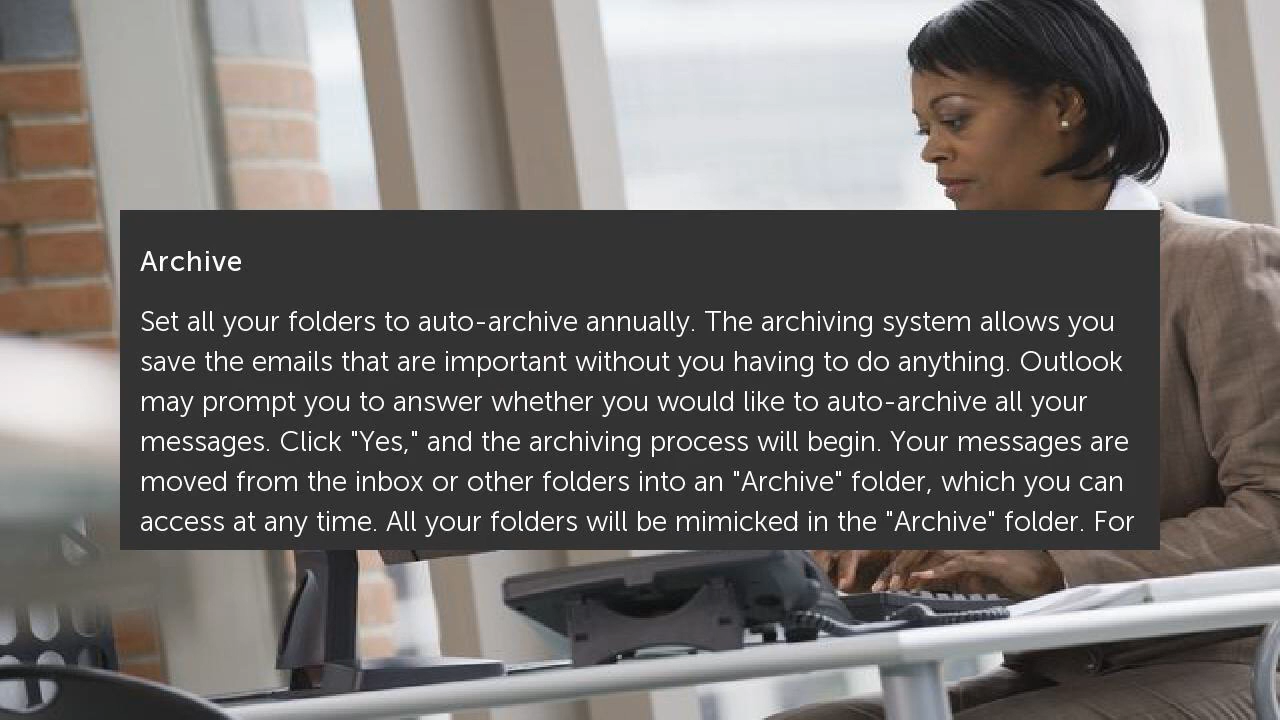 Archive
Set all your folders to auto-archive annually. The archiving system allows you
save the emails that are important without you having to do anything. Outlook
may prompt you to answer whether you would like to auto-archive all your
messages. Click "Yes," and the archiving process will begin. Your messages are
moved from the inbox or other folders into an "Archive" folder, which you can
access at any time. All your folders will be mimicked in the "Archive" folder. For